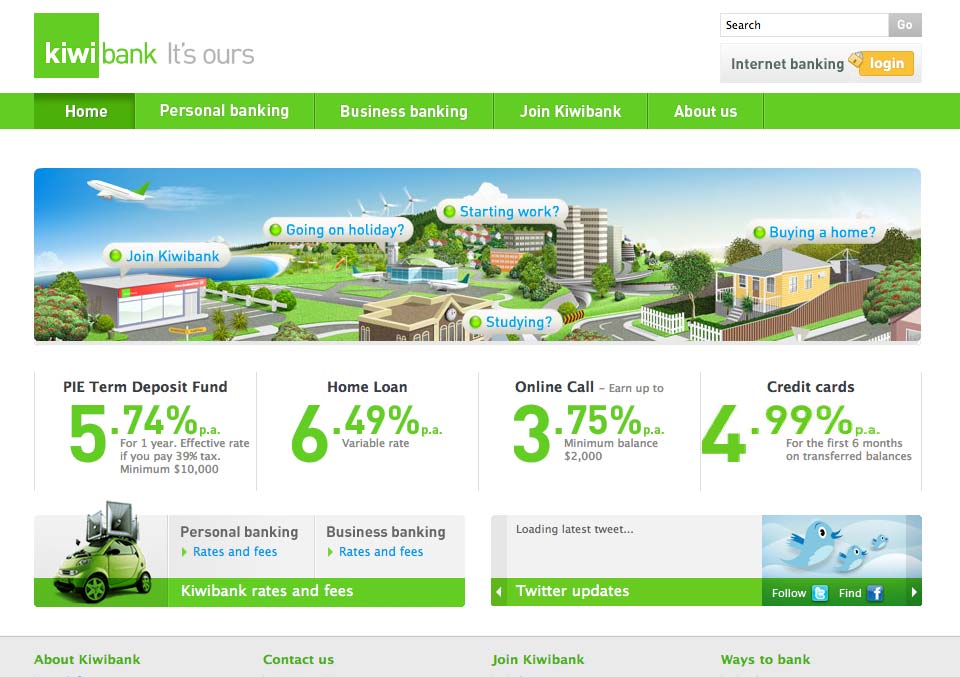 kiwibank It's ours
Search
Go
Internet banking
login
Home
Personal banking
Business banking
Join Kiwibank
About us
Starting work?
Going on holiday?
Buying a home?
Join Kiwibank
Studying?
PIE Term Deposit Fund
5.74% p.a.
For 1 year. Effective rate
if you pay 39% tax.
Minimum $10,000
Home Loan
6.49% p.a.
Variable rate
Online Call – Earn up to
3.75% p.a.
Minimum balance
$2,000
Credit cards
4.99% p.a.
For the first 6 months
on transferred balances
Personal banking
Rates and fees
Business banking
Rates and fees
Kiwibank rates and fees
Loading latest tweet...
Twitter updates
Follow
Find
About Kiwibank
Contact us
Join Kiwibank
Ways to bank